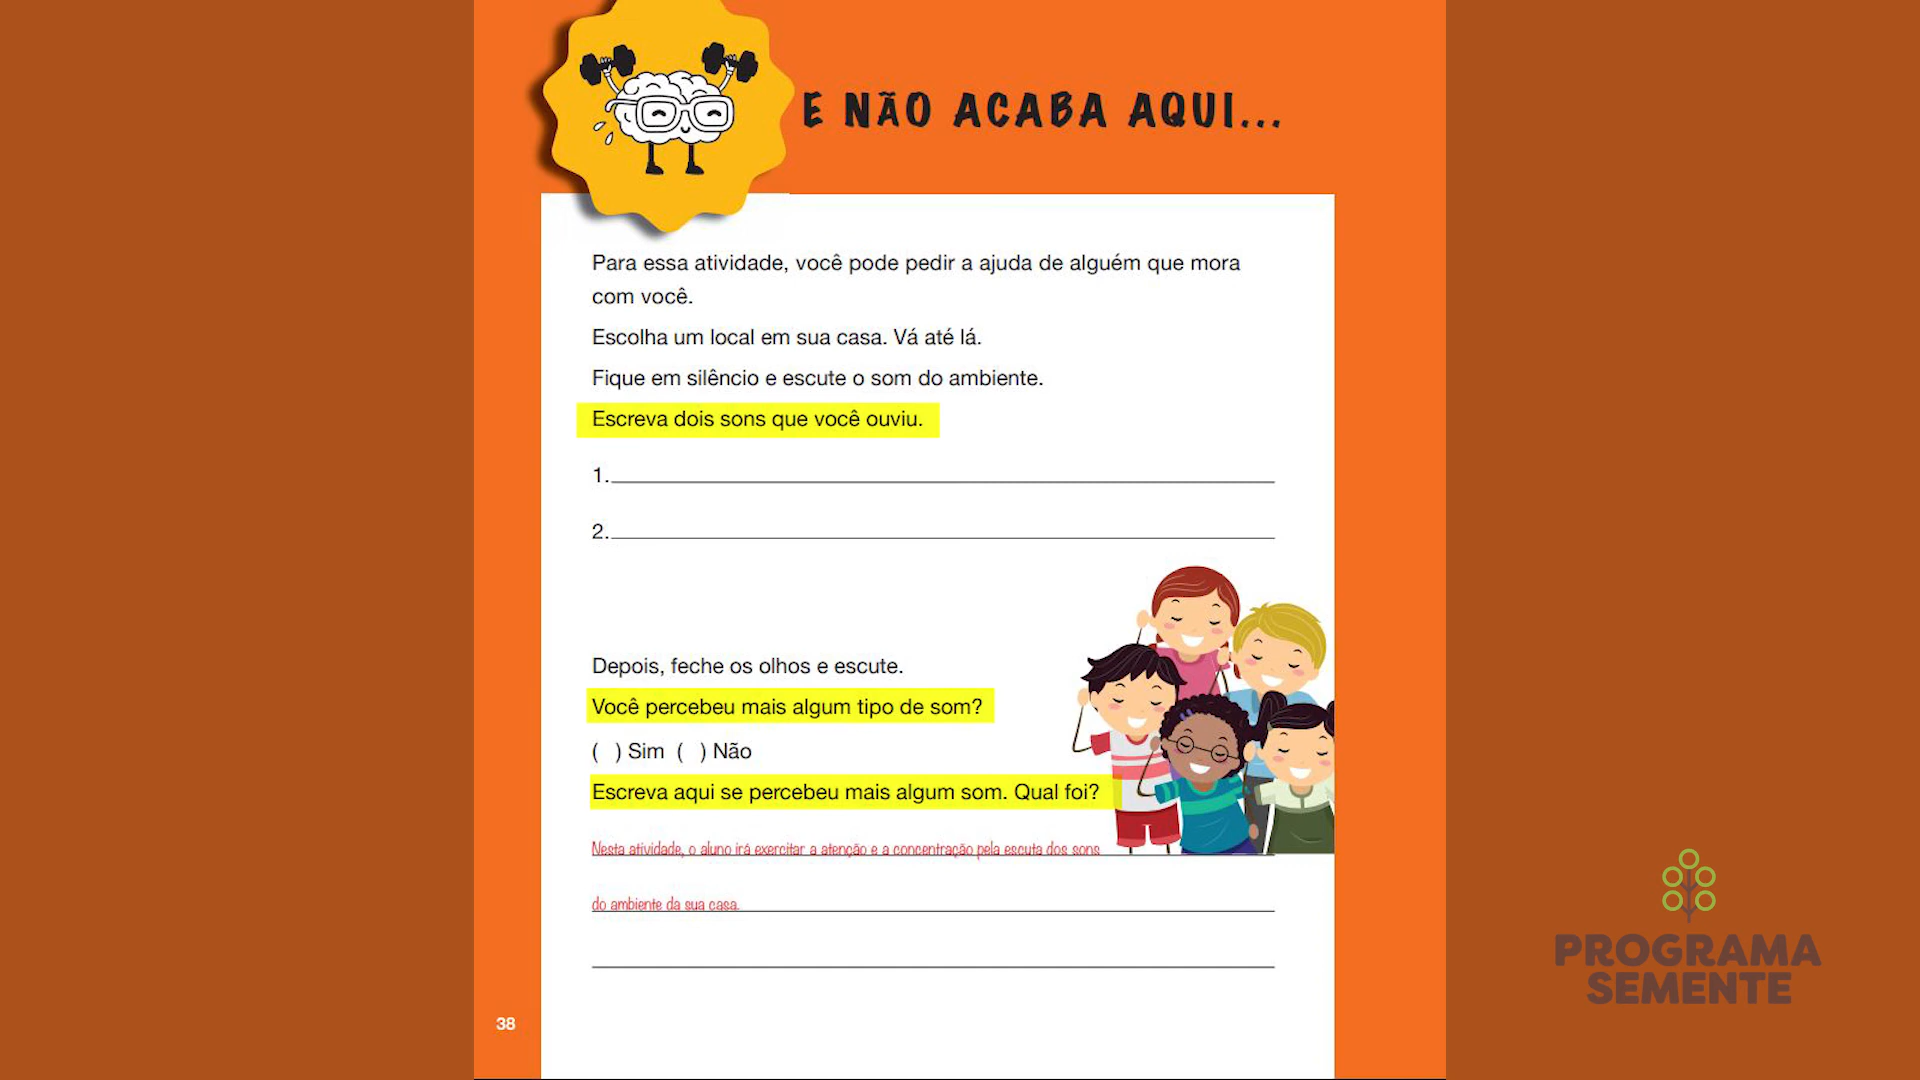 E NÃO ACABA AQUI...
Para essa atividade, você pode pedir a ajuda de alguém que mora
com você.
Escolha um local em sua casa. Vá até lá.
Fique em silêncio e escute o som do ambiente.
Escreva dois sons que você ouviu.
1.
2.
Depois, feche os olhos e escute.
Você percebeu mais algum tipo de som?
( ) Sim ( ) Não
Escreva aqui se percebeu mais algum som. Qual foi?
Nesta atividade, o aluno irá exercitar a atenção e a concentração pela escuta dos sons
do ambiente da sua casa.
38
PROGRAMA
SEMENTE